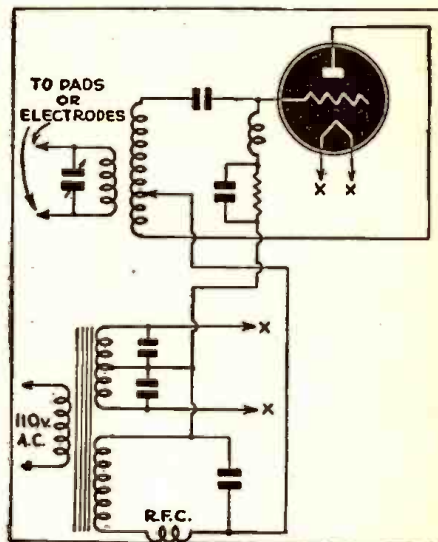 TO PADS
OR
ELECTRODES
X X
X
X
110v.
A.C.
R.F.C.